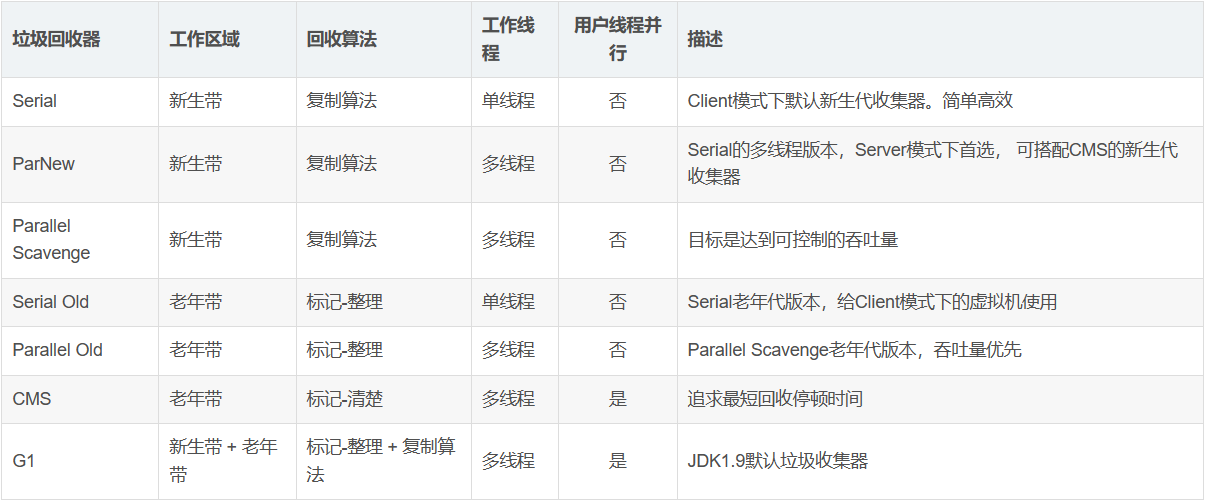 垃圾回收器 工作区域 回收算法 工作线 用户线程并 描述
程 行
Serial 新生带 复制算法 单线程 否 Client模式下默认新生代收集器。简单高效
ParNew 新生带 复制算法 多线程 否 Serial的多线程版本，Server模式下首选， 可搭配CMS的新生代
收集器
Parallel
Scavenge 新生带 复制算法 多线程 否 目标是达到可控制的吞吐量
Serial Old 老年带 标记-整理 单线程 否 Serial老年代版本，给Client模式下的虚拟机使用
Parallel Old 老年带 标记-整理 多线程 否 Parallel Scavenge老年代版本，吞吐量优先
CMS 老年带 标记-清楚 多线程 是 追求最短回收停顿时间
G1 新生带 + 老年 标记-整理 + 复制算 多线程 是 JDK1.9默认垃圾收集器
带 法